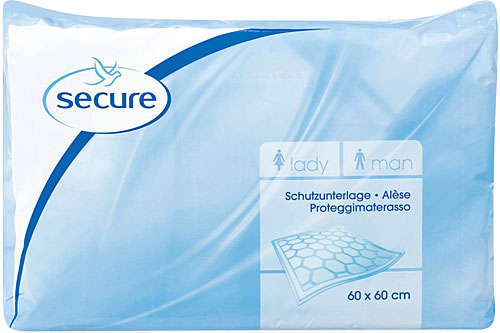 secure
lady man
Schutzunterlage • Alèse
Proteggimaterasso
60 x 60 cm